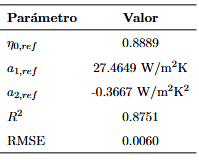 Parámetro Valor
η0,ref 0.8889
a1,ref 27.4649 W/m²K
a2,ref -0.3667 W/m²K²
R² 0.8751
RMSE 0.0060